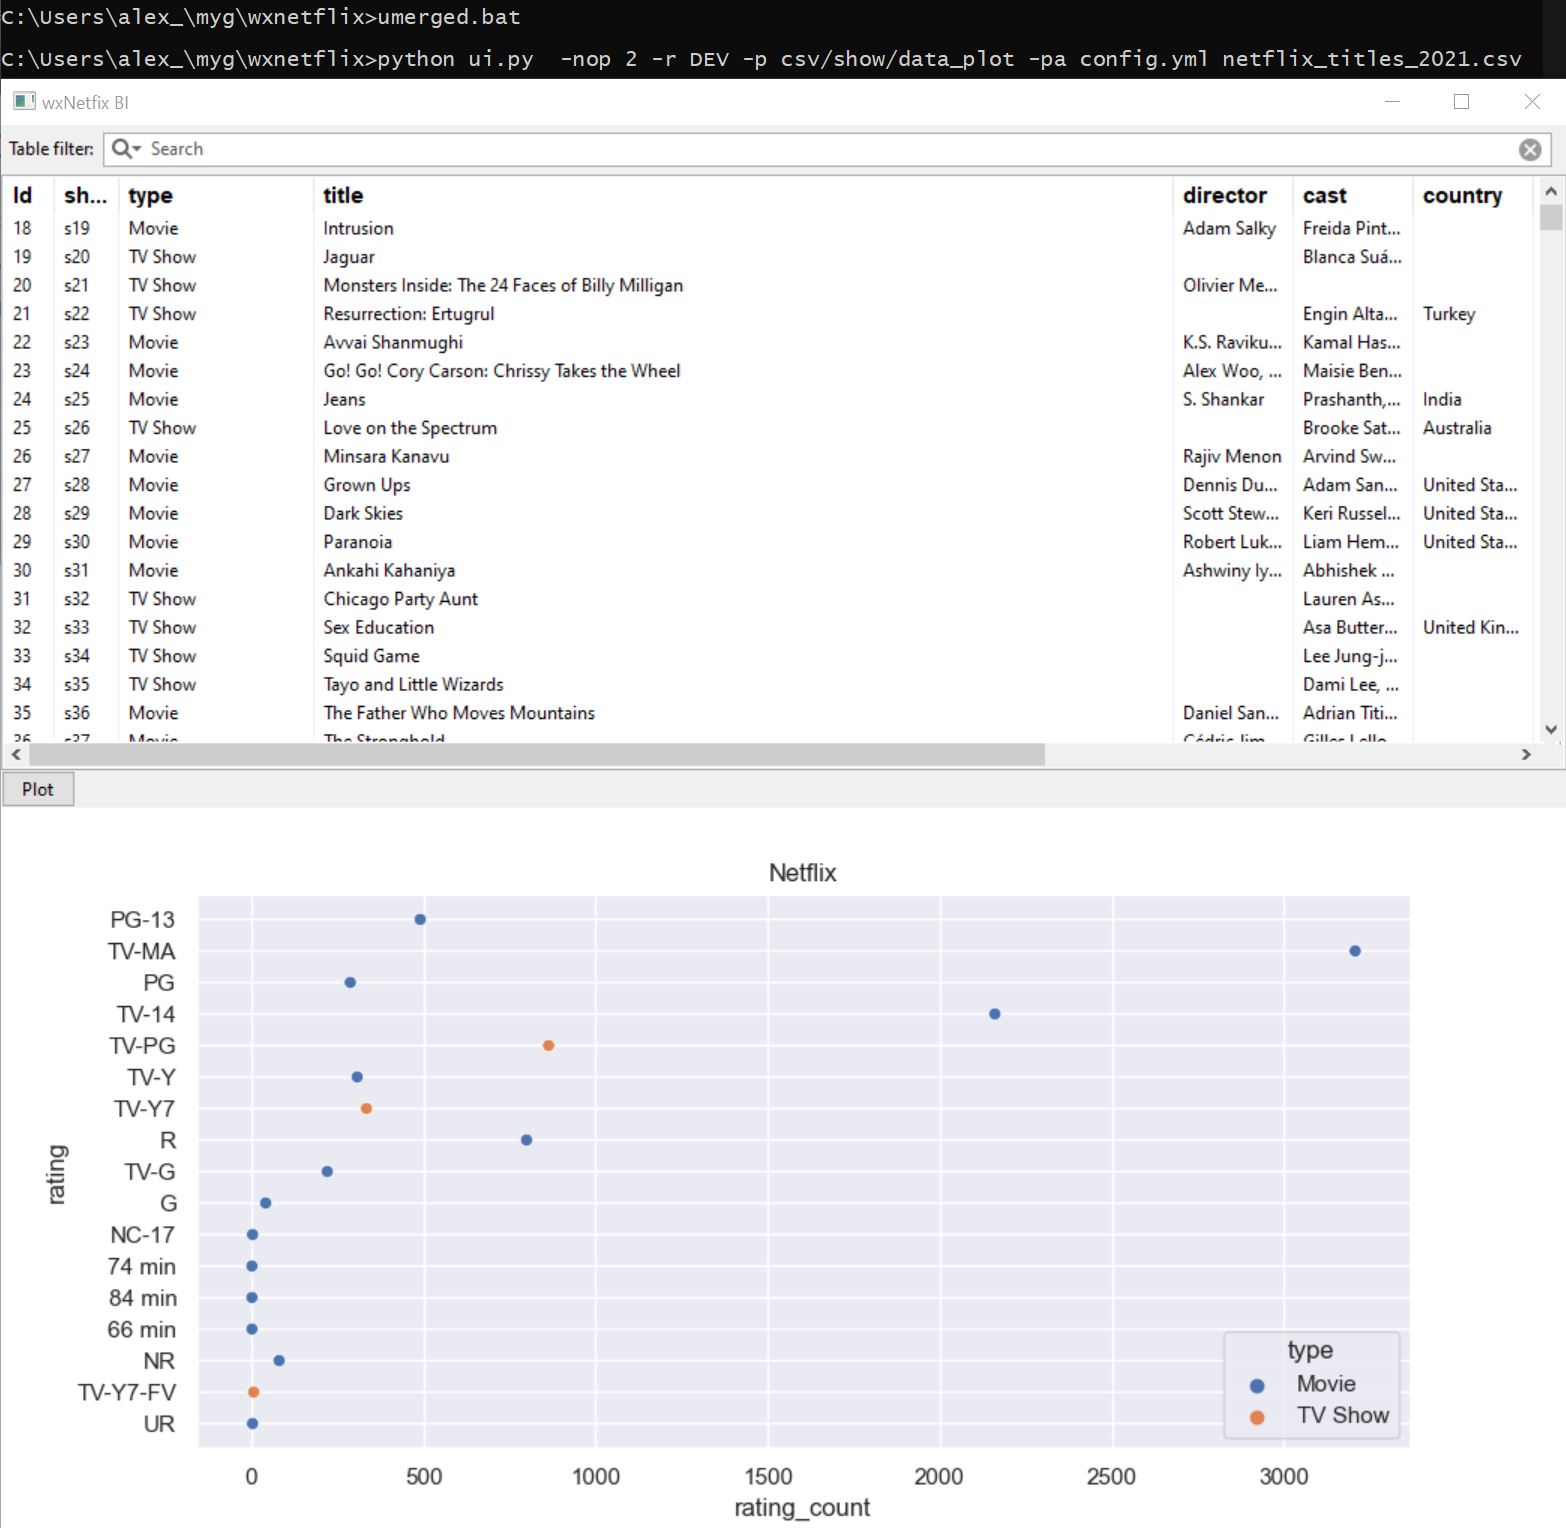 C:\Users\alex_\myg\wxnetflix>umerged.bat
C:\Users\alex_\myg\wxnetflix>python ui.py  -nop 2 -r DEV -p csv/show/data_plot -pa config.yml netflix_titles_2021.csv
wxNetfix BI
Table filter: Search
Id sh... type title director cast country
18 s19 Movie Intrusion Adam Salky Freida Pint...
19 s20 TV Show Jaguar Blanca Suá...
20 s21 TV Show Monsters Inside: The 24 Faces of Billy Milligan Olivier Me...
21 s22 TV Show Resurrection: Ertugrul Engin Alta... Turkey
22 s23 Movie Avvai Shanmughi K.S. Raviku... Kamal Has...
23 s24 Movie Go! Go! Cory Carson: Chrissy Takes the Wheel Alex Woo, ... Maisie Ben...
24 s25 Movie Jeans S. Shankar Prashanth,... India
25 s26 TV Show Love on the Spectrum Brooke Sat... Australia
26 s27 Movie Minsara Kanavu Rajiv Menon Arvind Sw...
27 s28 Movie Grown Ups Dennis Du... Adam San... United Sta...
28 s29 Movie Dark Skies Scott Stew... Keri Russel... United Sta...
29 s30 Movie Paranoia Robert Luk... Liam Hem... United Sta...
30 s31 Movie Ankahi Kahaniya Ashwiny Iy... Abhishek ...
31 s32 TV Show Chicago Party Aunt Lauren As...
32 s33 TV Show Sex Education Asa Butter... United Kin...
33 s34 TV Show Squid Game Lee Jung-j...
34 s35 TV Show Tayo and Little Wizards Dami Lee, ...
35 s36 Movie The Father Who Moves Mountains Daniel San... Adrian Titi...
36 s37 Movie The Stronghold Cédric Jim... Gilles Lello...
Plot
Netflix
PG-13
TV-MA
PG
TV-14
TV-PG
TV-Y
TV-Y7
R
TV-G
G
NC-17
74 min
84 min
66 min
NR
TV-Y7-FV
UR
rating
type
Movie
TV Show
0 500 1000 1500 2000 2500 3000
rating_count